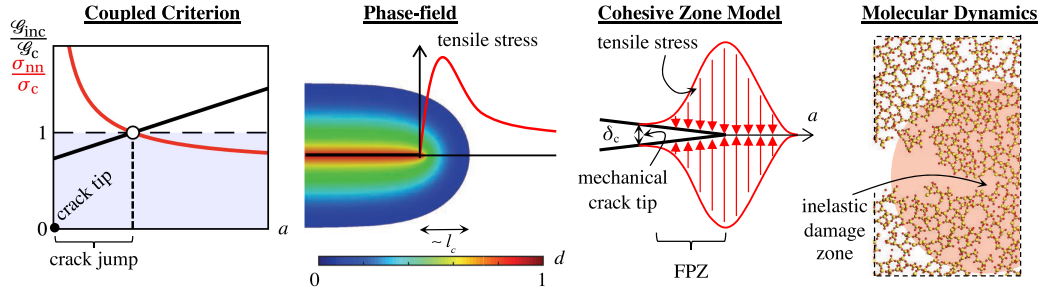 Coupled Criterion
𝒢inc
𝒢c
σnn
σc
1
crack tip
0
a
crack jump
Phase-field
tensile stress
~ lc
d
0
1
Cohesive Zone Model
tensile stress
a
δc
mechanical
crack tip
FPZ
Molecular Dynamics
inelastic
damage
zone